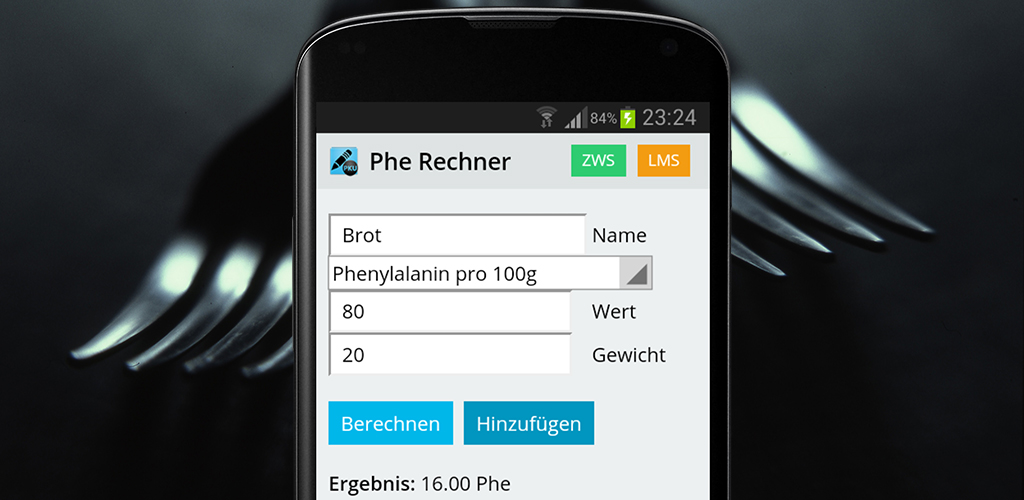 84% 23:24
PKU
Phe Rechner ZWS LMS
Brot Name
Phenylalanin pro 100g
80 Wert
20 Gewicht
Berechnen Hinzufügen
Ergebnis: 16.00 Phe